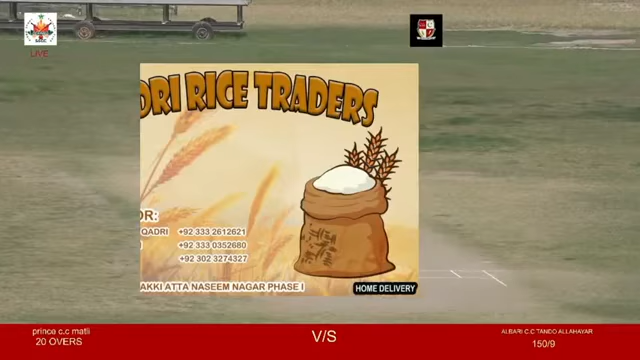 LIVE
DRI RICE TRADERS
OR:
QADRI +92 333 2612621
+92 333 0352680
+92 302 3274327
AKKI ATTA NASEEM NAGAR PHASE I
HOME DELIVERY
prince c.c matli
20 OVERS
V/S
ALBARI C.C TANDO ALLAHAYAR
150/9